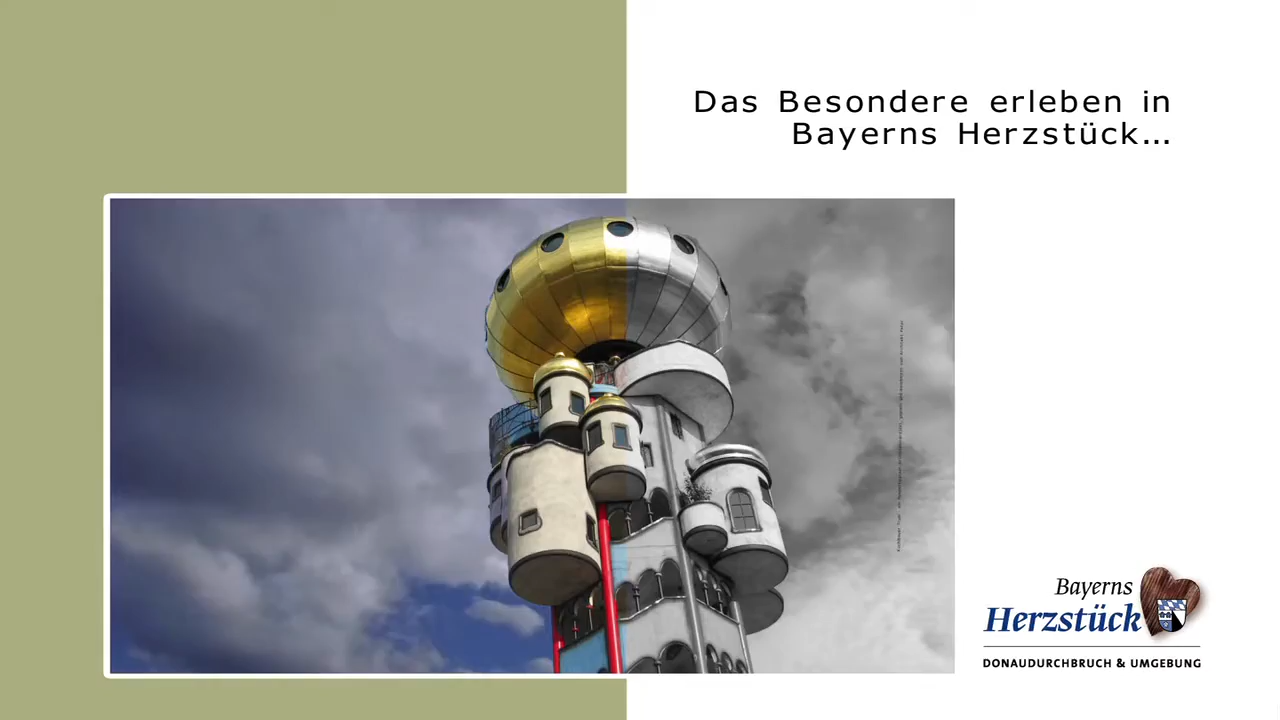 Das Besondere erleben in
Bayerns Herzstück...
Bayerns
Herzstück
DONAUDURCHBRUCH & UMGEBUNG